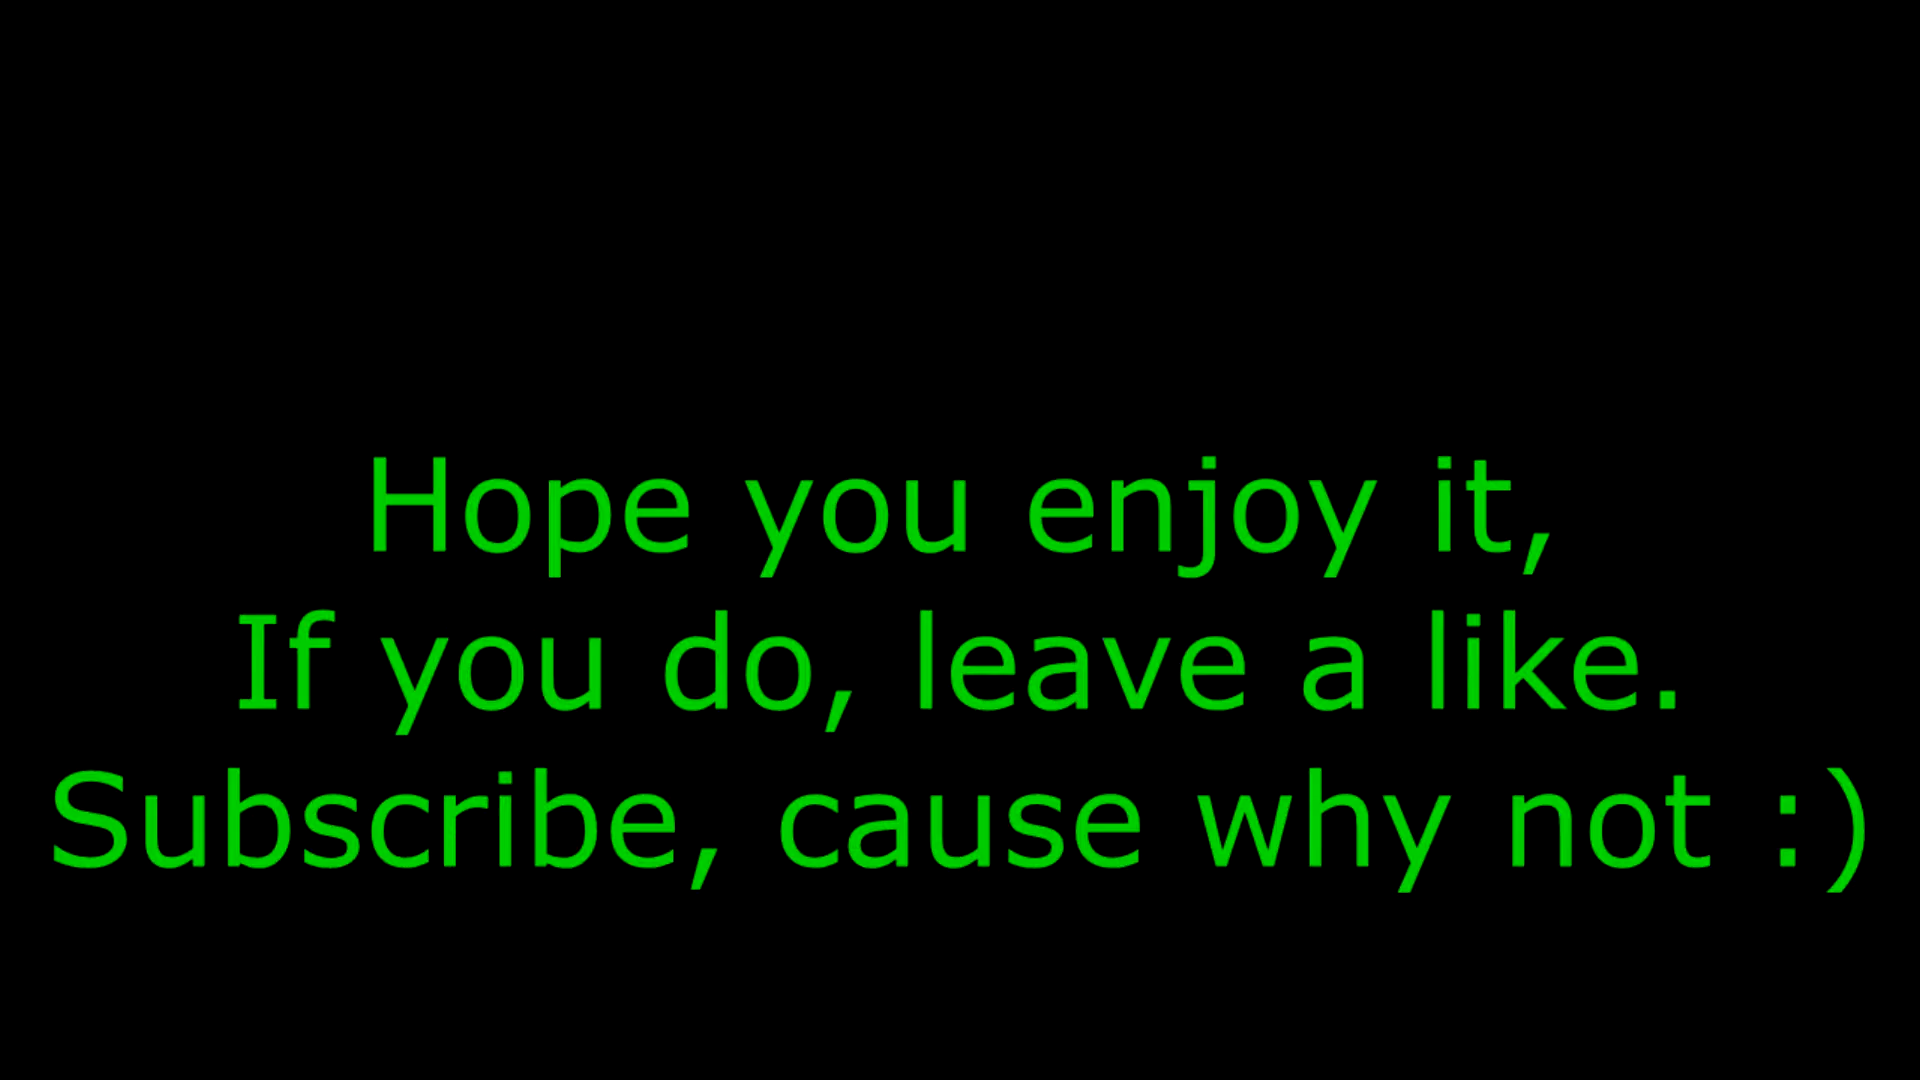 Hope you enjoy it,
If you do, leave a like.
Subscribe, cause why not :)